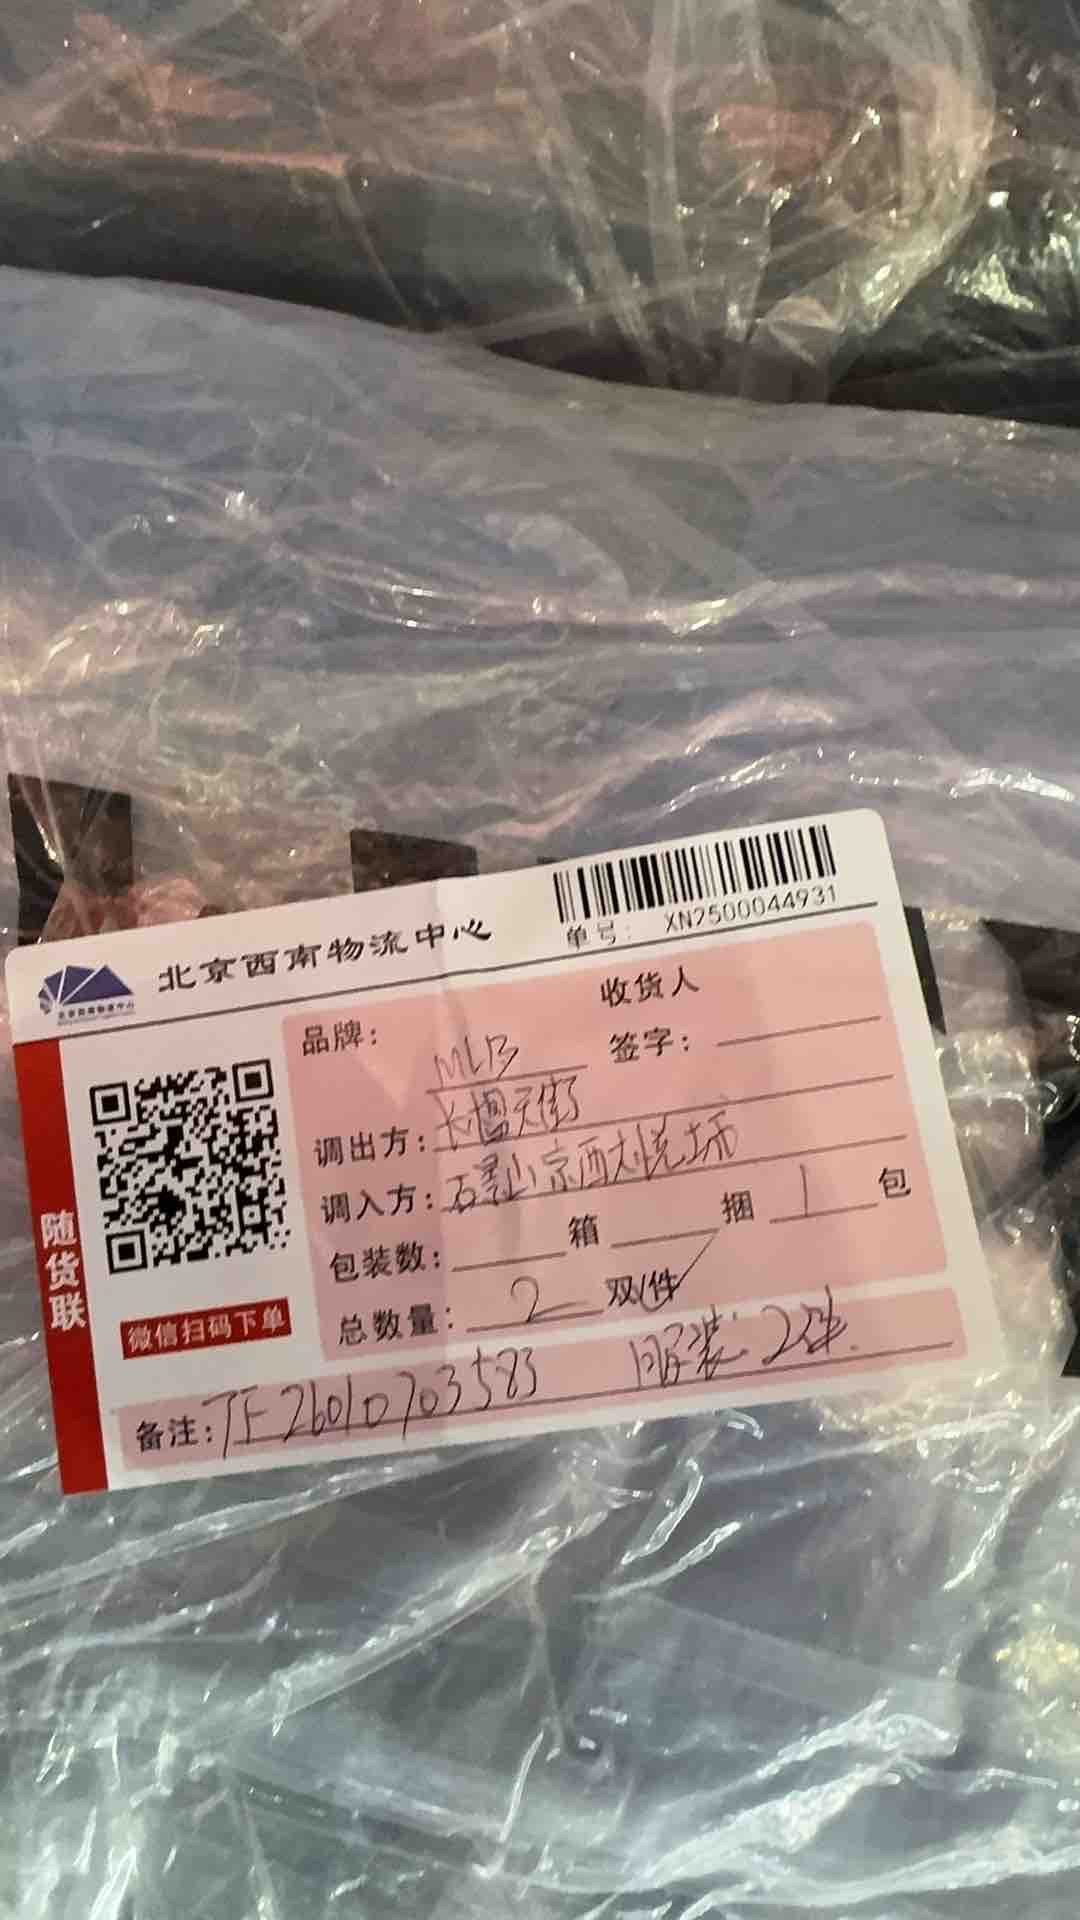 北京西南物流中心
单号: XN2500044931
收货人
品牌: MLB 签字:
调出方: 长楹天街
调入方: 石景山京西大悦城
包装数: 箱 捆 1 包
总数量: 2 双/件
备注: TF26010703583 服装: 2件.
随货联
微信扫码下单